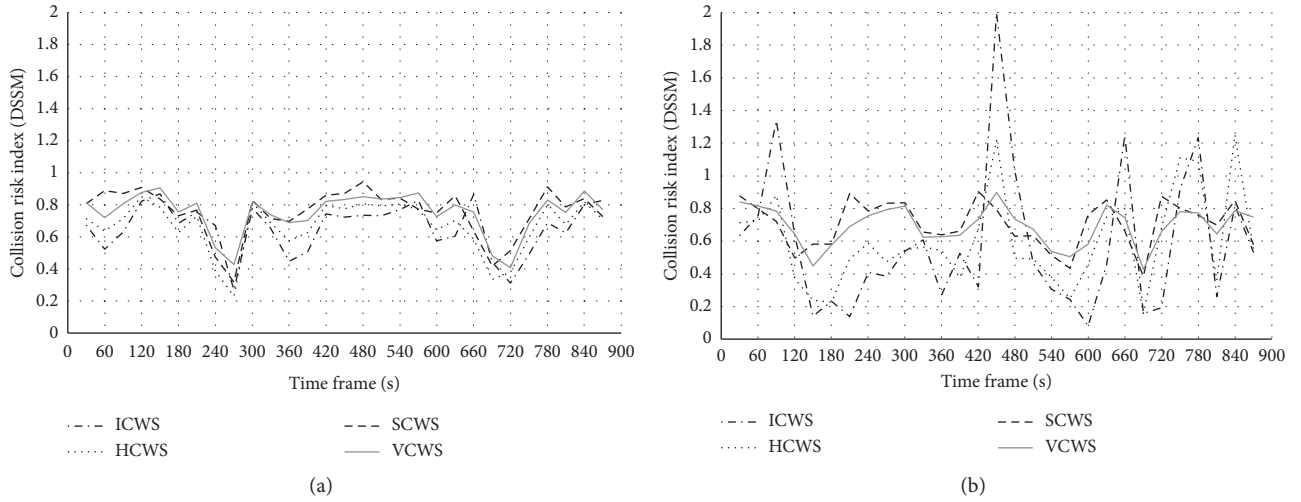 2
1.8
1.6
1.4
1.2
1
0.8
0.6
0.4
0.2
0
Collision risk index (DSSM)
0 60 120 180 240 300 360 420 480 540 600 660 720 780 840 900
Time frame (s)
ICWS
HCWS
SCWS
VCWS
(a)
2
1.8
1.6
1.4
1.2
1
0.8
0.6
0.4
0.2
0
Collision risk index (DSSM)
0 60 120 180 240 300 360 420 480 540 600 660 720 780 840 900
Time frame (s)
ICWS
HCWS
SCWS
VCWS
(b)